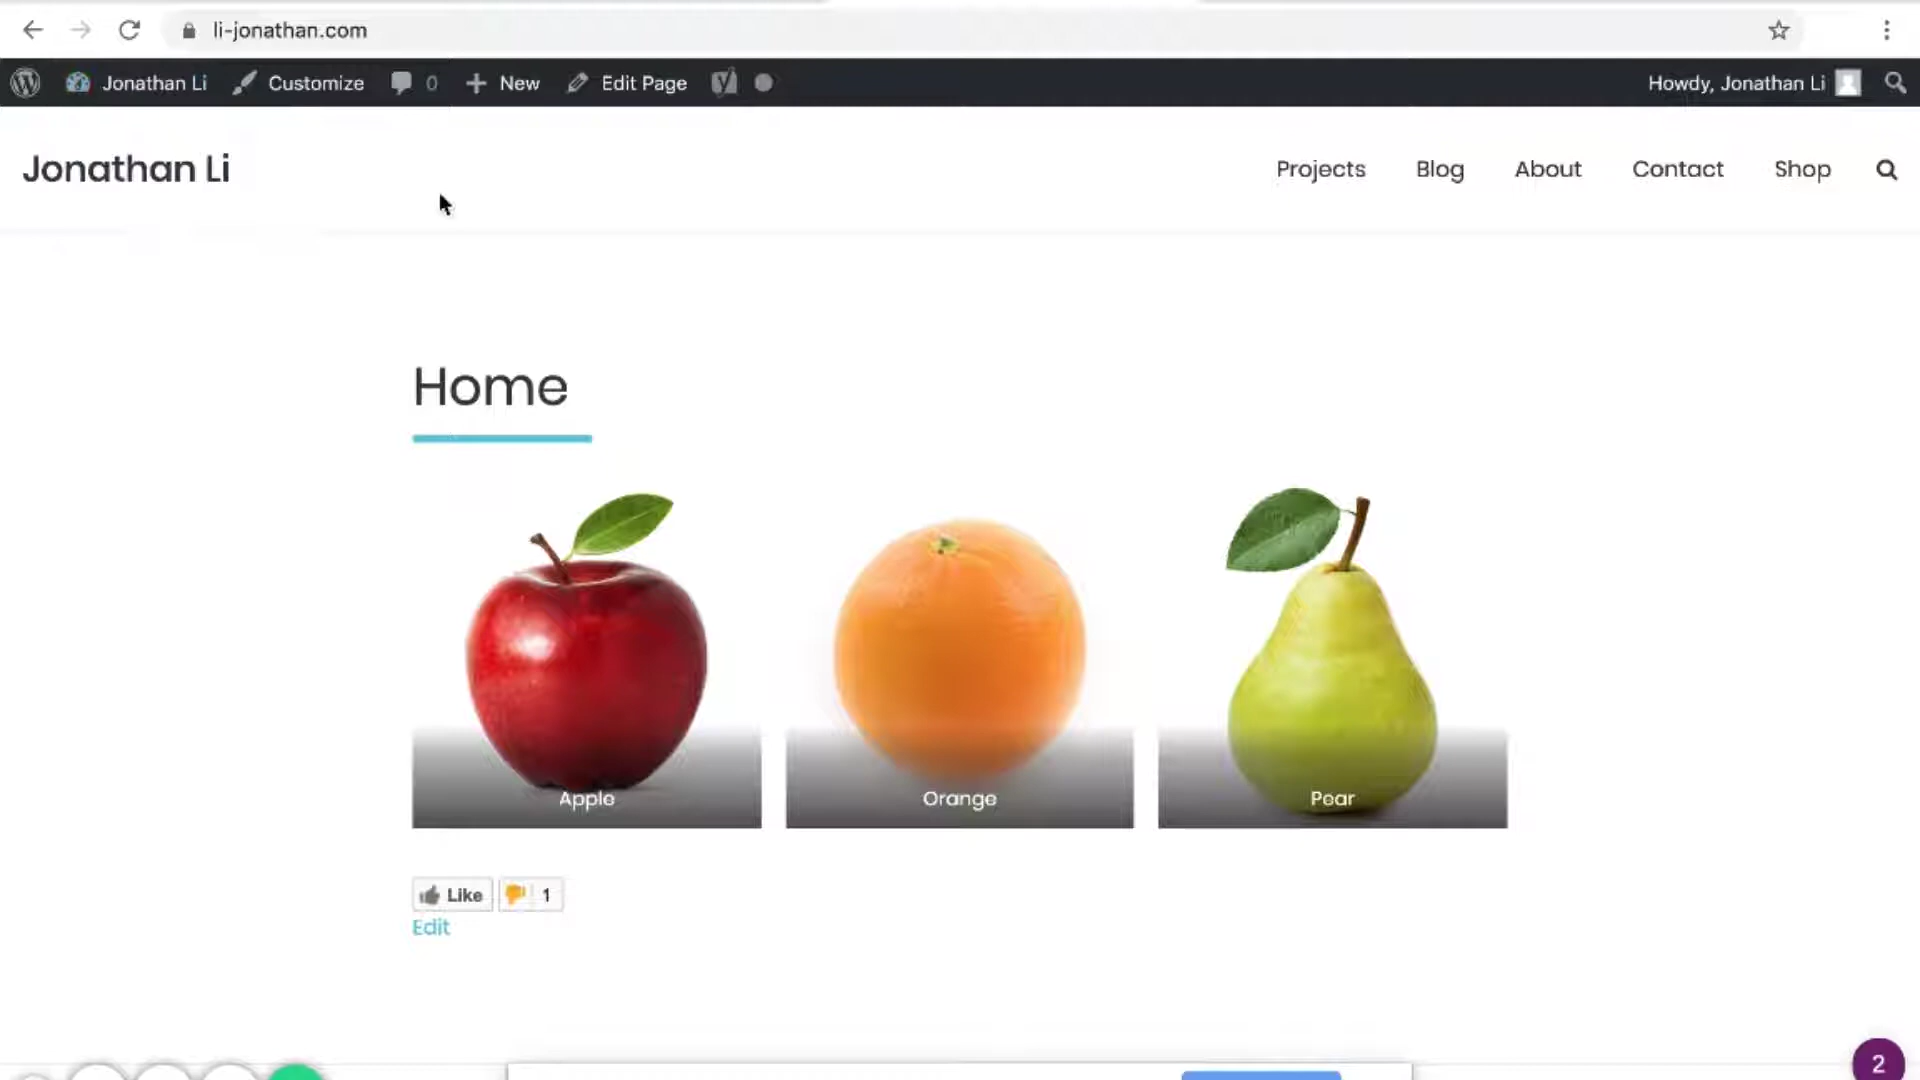 li-jonathan.com
Jonathan Li Customize 0 New Edit Page Howdy, Jonathan Li
Jonathan Li Projects Blog About Contact Shop
Home
Apple Orange Pear
Like 1
Edit
2